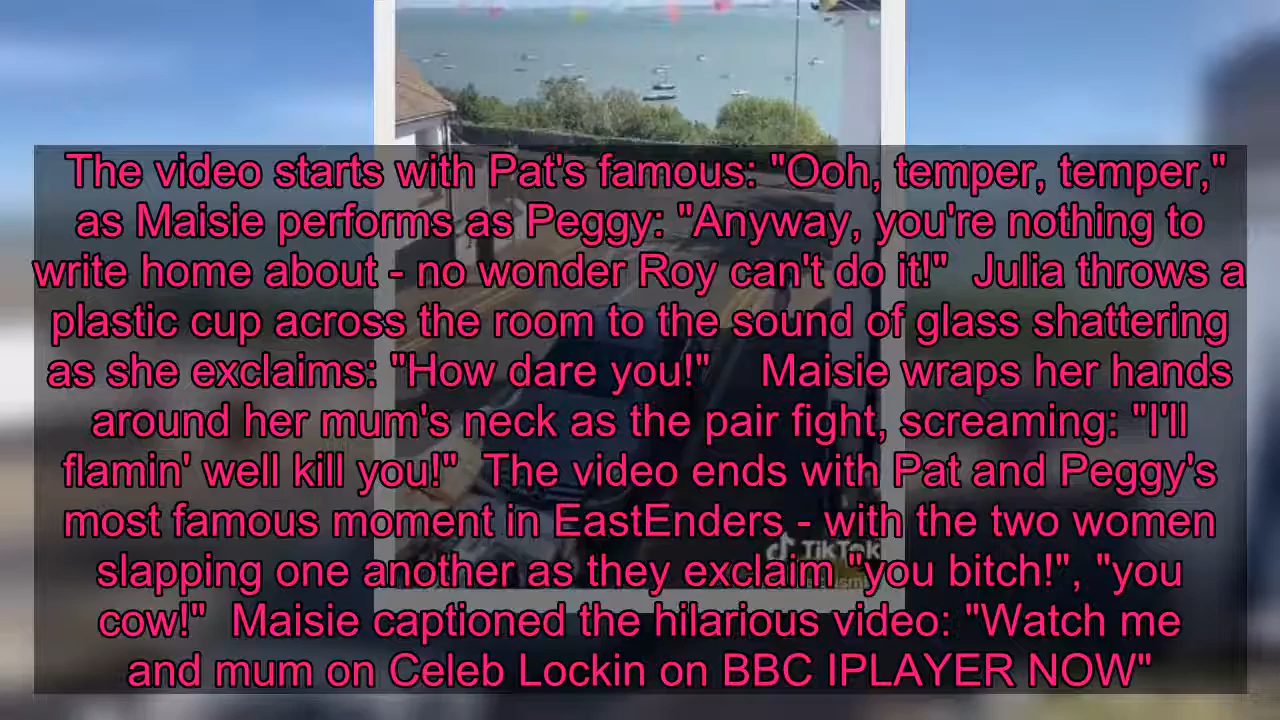 The video starts with Pat's famous: "Ooh, temper, temper,"
as Maisie performs as Peggy: "Anyway, you're nothing to
write home about - no wonder Roy can't do it!"  Julia throws a
plastic cup across the room to the sound of glass shattering
as she exclaims: "How dare you!"    Maisie wraps her hands
around her mum's neck as the pair fight, screaming: "I'll
flamin' well kill you!"  The video ends with Pat and Peggy's
most famous moment in EastEnders - with the two women
TikTok
slapping one another as they exclaim "you bitch!", "you
cow!"  Maisie captioned the hilarious video: "Watch me
and mum on Celeb Lockin on BBC IPLAYER NOW"